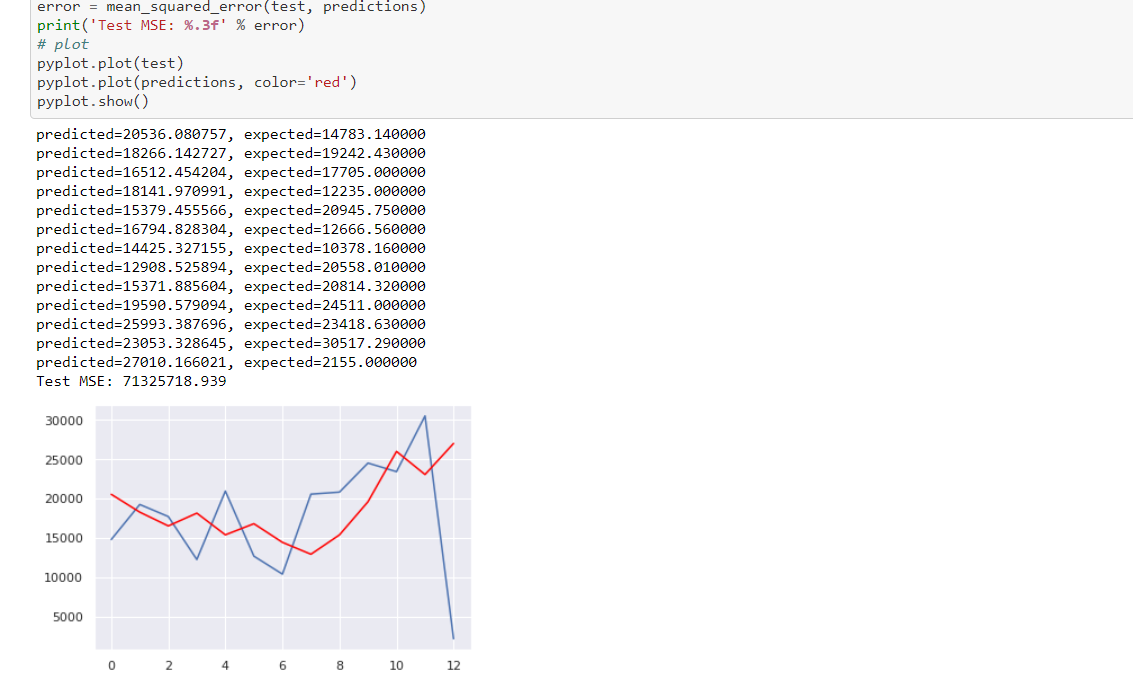 error = mean_squared_error(test, predictions)
print('Test MSE: %.3f' % error)
# plot
pyplot.plot(test)
pyplot.plot(predictions, color='red')
pyplot.show()
predicted=20536.080757, expected=14783.140000
predicted=18266.142727, expected=19242.430000
predicted=16512.454204, expected=17705.000000
predicted=18141.970991, expected=12235.000000
predicted=15379.455566, expected=20945.750000
predicted=16794.828304, expected=12666.560000
predicted=14425.327155, expected=10378.160000
predicted=12908.525894, expected=20558.010000
predicted=15371.885604, expected=20814.320000
predicted=19590.579094, expected=24511.000000
predicted=25993.387696, expected=23418.630000
predicted=23053.328645, expected=30517.290000
predicted=27010.166021, expected=2155.000000
Test MSE: 71325718.939
30000
25000
20000
15000
10000
5000
0 2 4 6 8 10 12